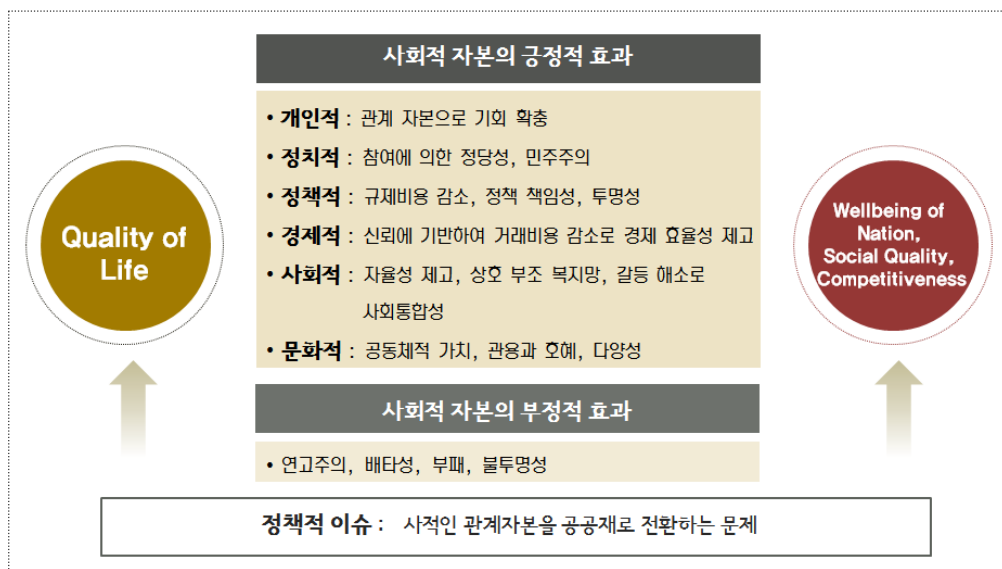 사회적 자본의 긍정적 효과
• 개인적 : 관계 자본으로 기회 확충
• 정치적 : 참여에 의한 정당성, 민주주의
• 정책적 : 규제비용 감소, 정책 책임성, 투명성
• 경제적 : 신뢰에 기반하여 거래비용 감소로 경제 효율성 제고
• 사회적 : 자율성 제고, 상호 부조 복지망, 갈등 해소로
사회통합성
• 문화적 : 공동체적 가치, 관용과 호혜, 다양성
Quality of
Life
Wellbeing of
Nation,
Social Quality,
Competitiveness
사회적 자본의 부정적 효과
• 연고주의, 배타성, 부패, 불투명성
정책적 이슈 : 사적인 관계자본을 공공재로 전환하는 문제